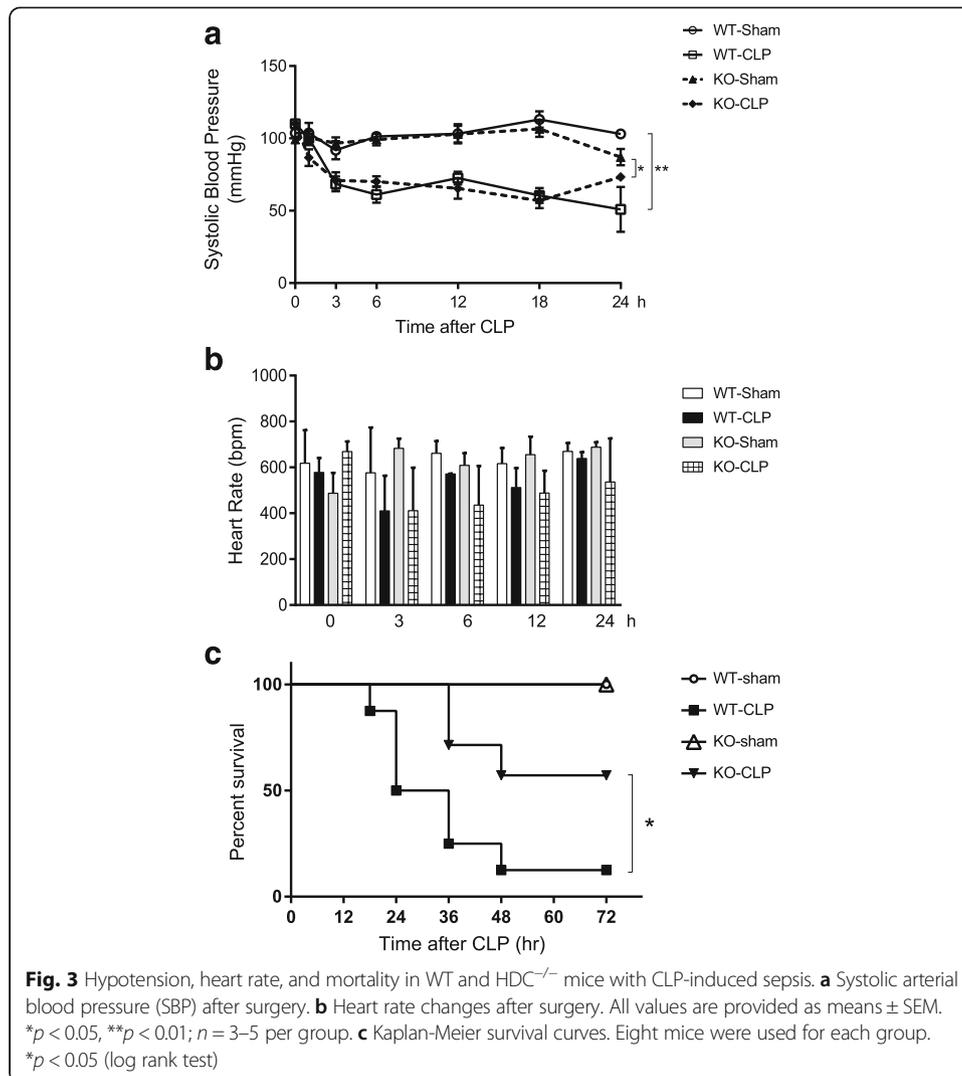 a
WT-Sham
WT-CLP
KO-Sham
KO-CLP
Systolic Blood Pressure
(mmHg)
150
100
50
0
* **
0 1 3 6 12 18 24 h
Time after CLP
b
WT-Sham
WT-CLP
KO-Sham
KO-CLP
Heart Rate (bpm)
1000
800
600
400
200
0
0 3 6 12 24 h
c
WT-sham
WT-CLP
KO-sham
KO-CLP
Percent survival
100
50
0
*
0 12 24 36 48 60 72
Time after CLP (hr)
Fig. 3 Hypotension, heart rate, and mortality in WT and HDC−/− mice with CLP-induced sepsis. a Systolic arterial
blood pressure (SBP) after surgery. b Heart rate changes after surgery. All values are provided as means ± SEM.
*p < 0.05, **p < 0.01; n = 3–5 per group. c Kaplan-Meier survival curves. Eight mice were used for each group.
*p < 0.05 (log rank test)